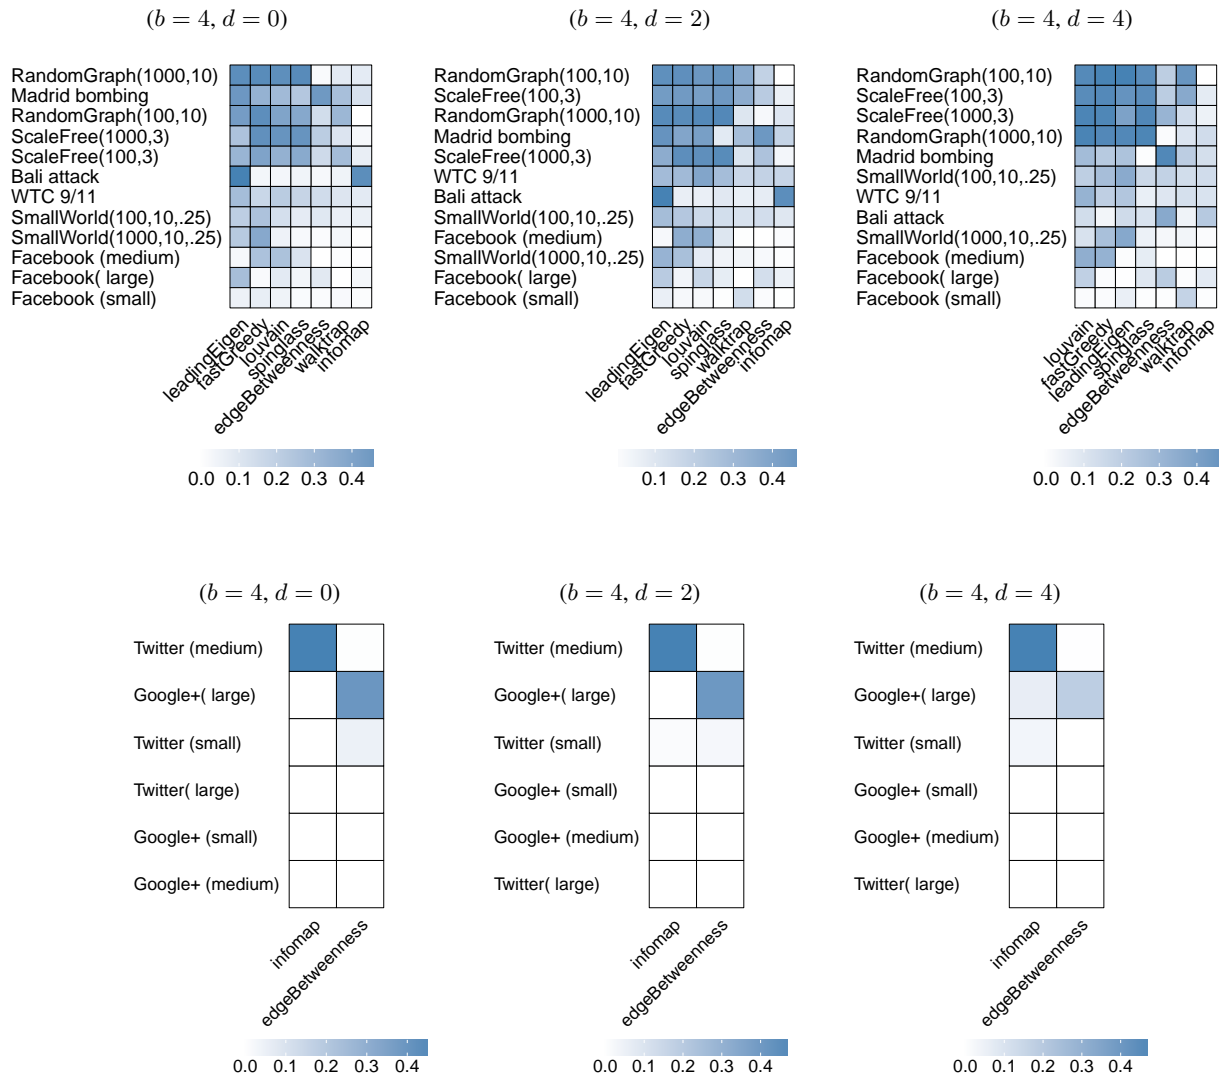 (b = 4, d = 0)
RandomGraph(1000,10)
Madrid bombing
RandomGraph(100,10)
ScaleFree(1000,3)
ScaleFree(100,3)
Bali attack
WTC 9/11
SmallWorld(100,10,.25)
SmallWorld(1000,10,.25)
Facebook (medium)
Facebook( large)
Facebook (small)
leadingEigen
fastGreedy
louvain
spinglass
edgeBetweenness
walktrap
infomap
0.0 0.1 0.2 0.3 0.4
(b = 4, d = 2)
RandomGraph(100,10)
ScaleFree(100,3)
RandomGraph(1000,10)
Madrid bombing
ScaleFree(1000,3)
WTC 9/11
Bali attack
SmallWorld(100,10,.25)
Facebook (medium)
SmallWorld(1000,10,.25)
Facebook( large)
Facebook (small)
leadingEigen
fastGreedy
louvain
spinglass
walktrap
edgeBetweenness
infomap
0.1 0.2 0.3 0.4
(b = 4, d = 4)
RandomGraph(100,10)
ScaleFree(100,3)
ScaleFree(1000,3)
RandomGraph(1000,10)
Madrid bombing
SmallWorld(100,10,.25)
WTC 9/11
Bali attack
SmallWorld(1000,10,.25)
Facebook (medium)
Facebook( large)
Facebook (small)
louvain
fastGreedy
leadingEigen
spinglass
edgeBetweenness
walktrap
infomap
0.0 0.1 0.2 0.3 0.4
(b = 4, d = 0)
Twitter (medium)
Google+( large)
Twitter (small)
Twitter( large)
Google+ (small)
Google+ (medium)
infomap
edgeBetweenness
0.0 0.1 0.2 0.3 0.4
(b = 4, d = 2)
Twitter (medium)
Google+( large)
Twitter (small)
Google+ (small)
Google+ (medium)
Twitter( large)
infomap
edgeBetweenness
0.0 0.1 0.2 0.3 0.4
(b = 4, d = 4)
Twitter (medium)
Google+( large)
Twitter (small)
Google+ (small)
Google+ (medium)
Twitter( large)
infomap
edgeBetweenness
0.0 0.1 0.2 0.3 0.4